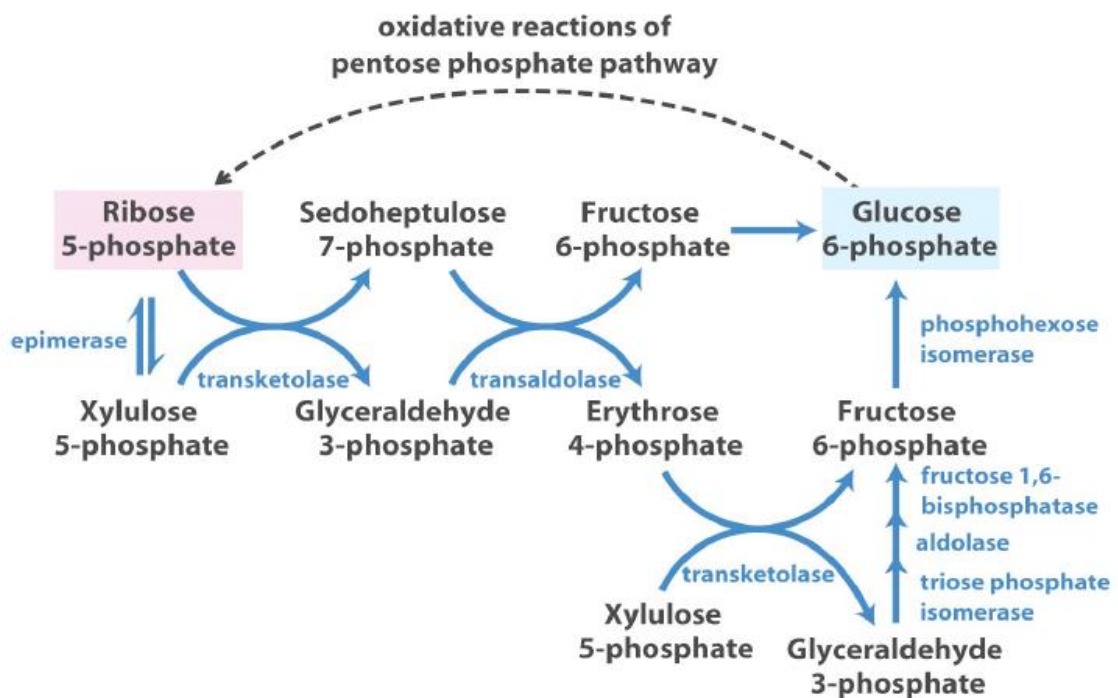 oxidative reactions of
pentose phosphate pathway
Ribose
5-phosphate
Sedoheptulose
7-phosphate
Fructose
6-phosphate
Glucose
6-phosphate
epimerase
transketolase
transaldolase
phosphohexose
isomerase
Xylulose
5-phosphate
Glyceraldehyde
3-phosphate
Erythrose
4-phosphate
Fructose
6-phosphate
fructose 1,6-
bisphosphatase
aldolase
transketolase
triose phosphate
isomerase
Xylulose
5-phosphate
Glyceraldehyde
3-phosphate